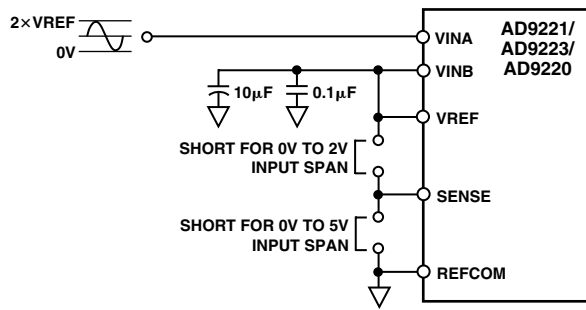 2×VREF
0V
VINA
AD9221/
AD9223/
AD9220
VINB
10μF
0.1μF
VREF
SHORT FOR 0V TO 2V
INPUT SPAN
SENSE
SHORT FOR 0V TO 5V
INPUT SPAN
REFCOM